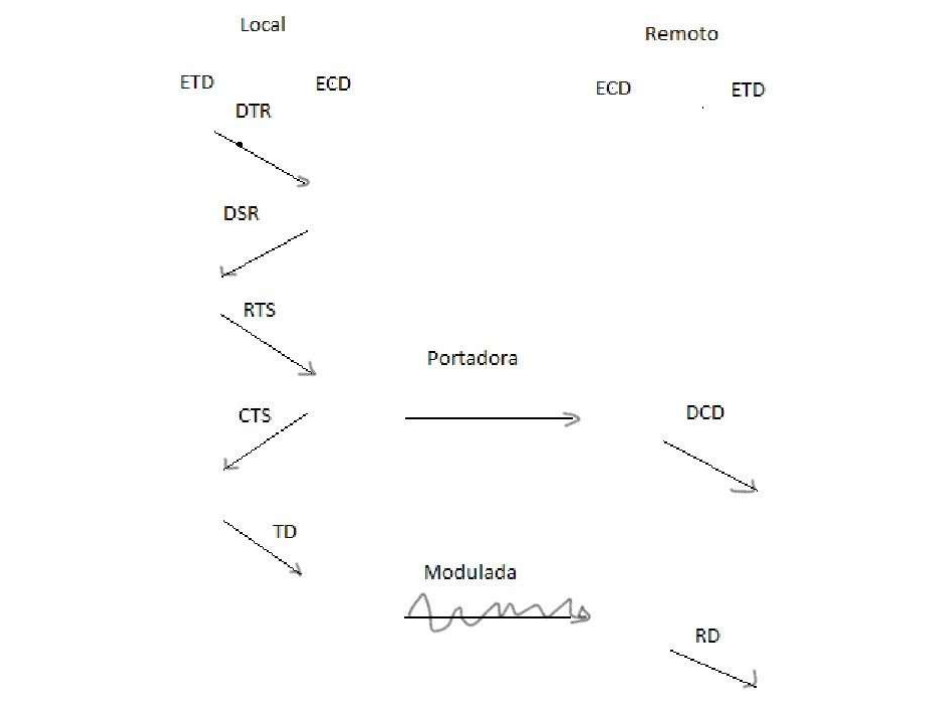 Local
Remoto
ETD
ECD
ECD
ETD
DTR
DSR
RTS
Portadora
CTS
DCD
TD
Modulada
RD